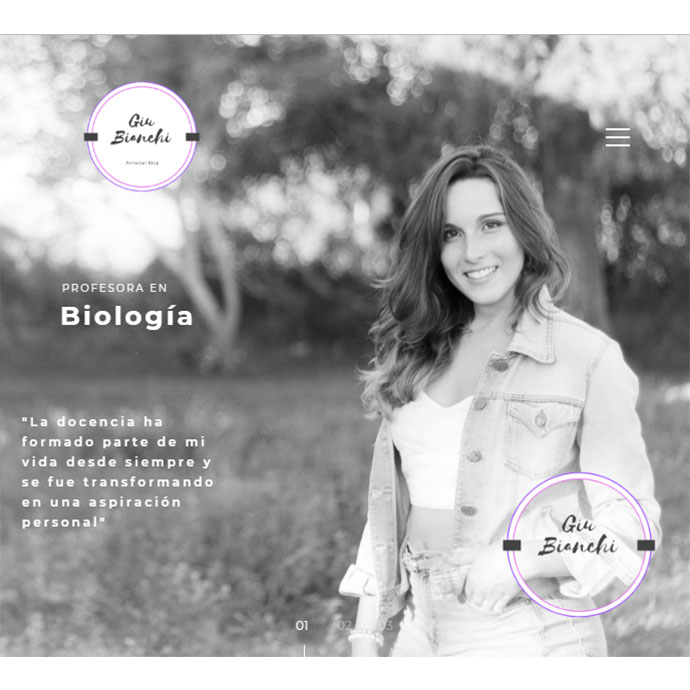 Giu
Bianchi
Personal Blog
PROFESORA EN
Biología
"La docencia ha
formado parte de mi
vida desde siempre y
se fue transformando
en una aspiración
personal"
Giu
Bianchi
01
02
03